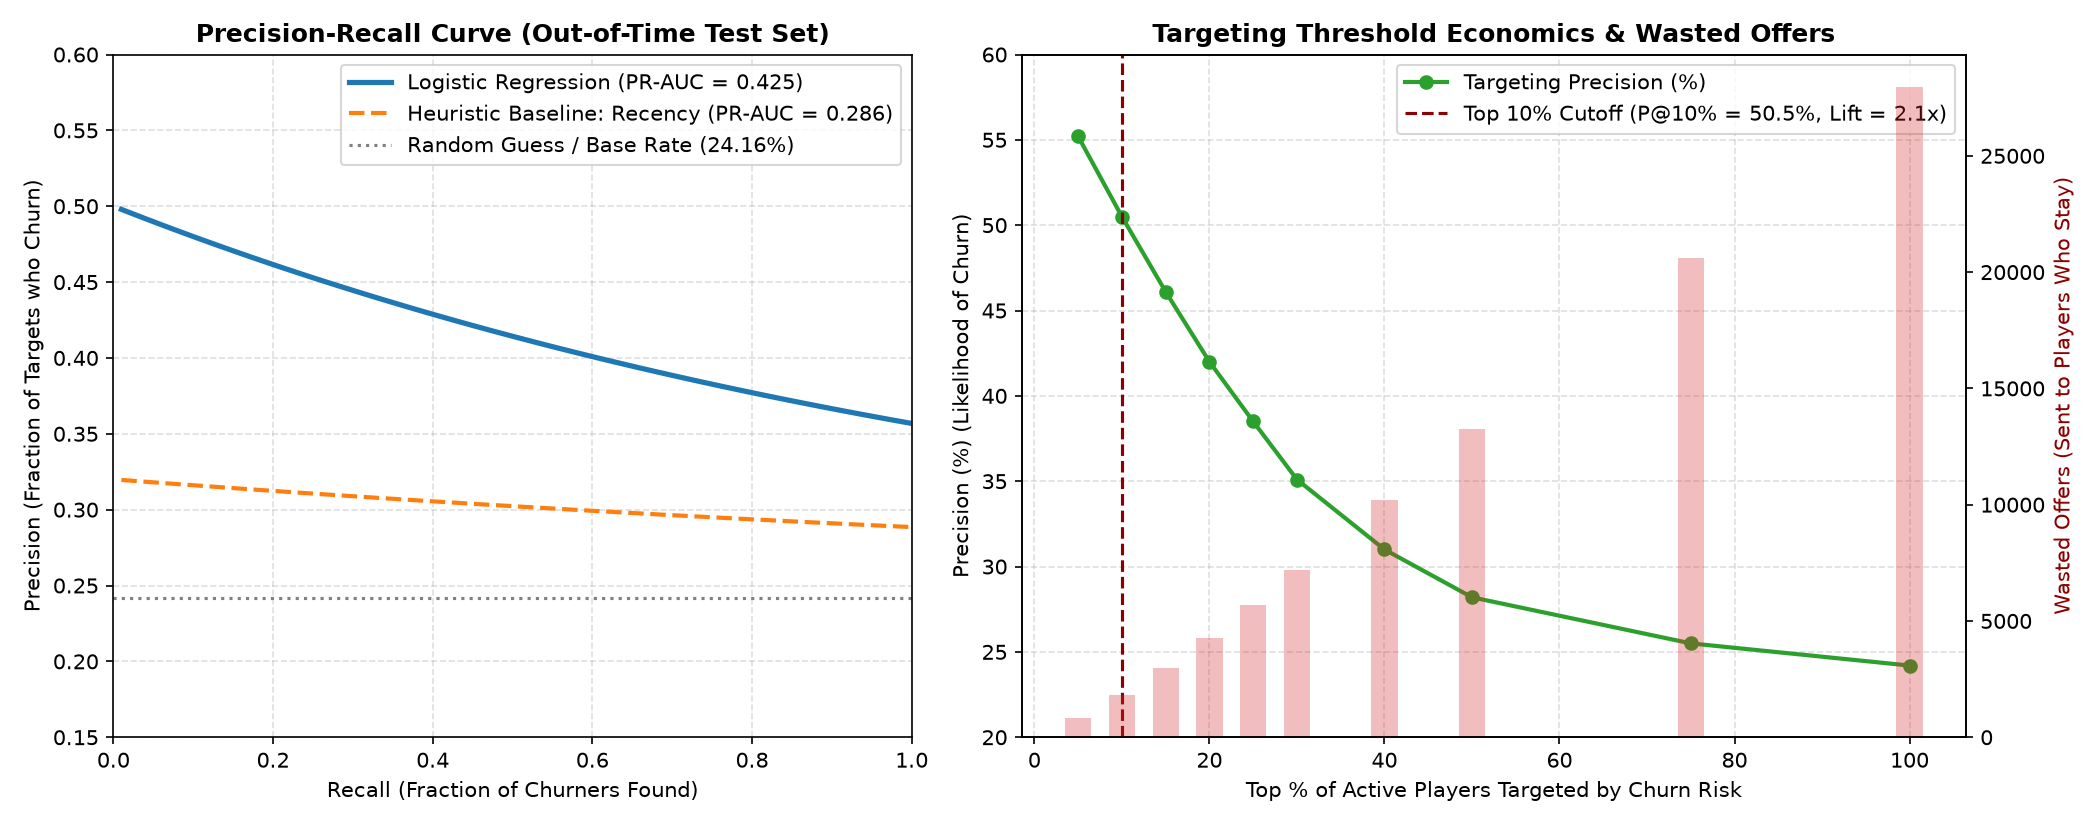 Precision-Recall Curve (Out-of-Time Test Set)
Precision (Fraction of Targets who Churn)
0.60
0.55
0.50
0.45
0.40
0.35
0.30
0.25
0.20
0.15
Logistic Regression (PR-AUC = 0.425)
Heuristic Baseline: Recency (PR-AUC = 0.286)
Random Guess / Base Rate (24.16%)
0.0 0.2 0.4 0.6 0.8 1.0
Recall (Fraction of Churners Found)
Targeting Threshold Economics & Wasted Offers
Precision (%) (Likelihood of Churn)
60
55
50
45
40
35
30
25
20
Targeting Precision (%)
Top 10% Cutoff (P@10% = 50.5%, Lift = 2.1x)
25000
20000
15000
10000
5000
0
Wasted Offers (Sent to Players Who Stay)
0 20 40 60 80 100
Top % of Active Players Targeted by Churn Risk